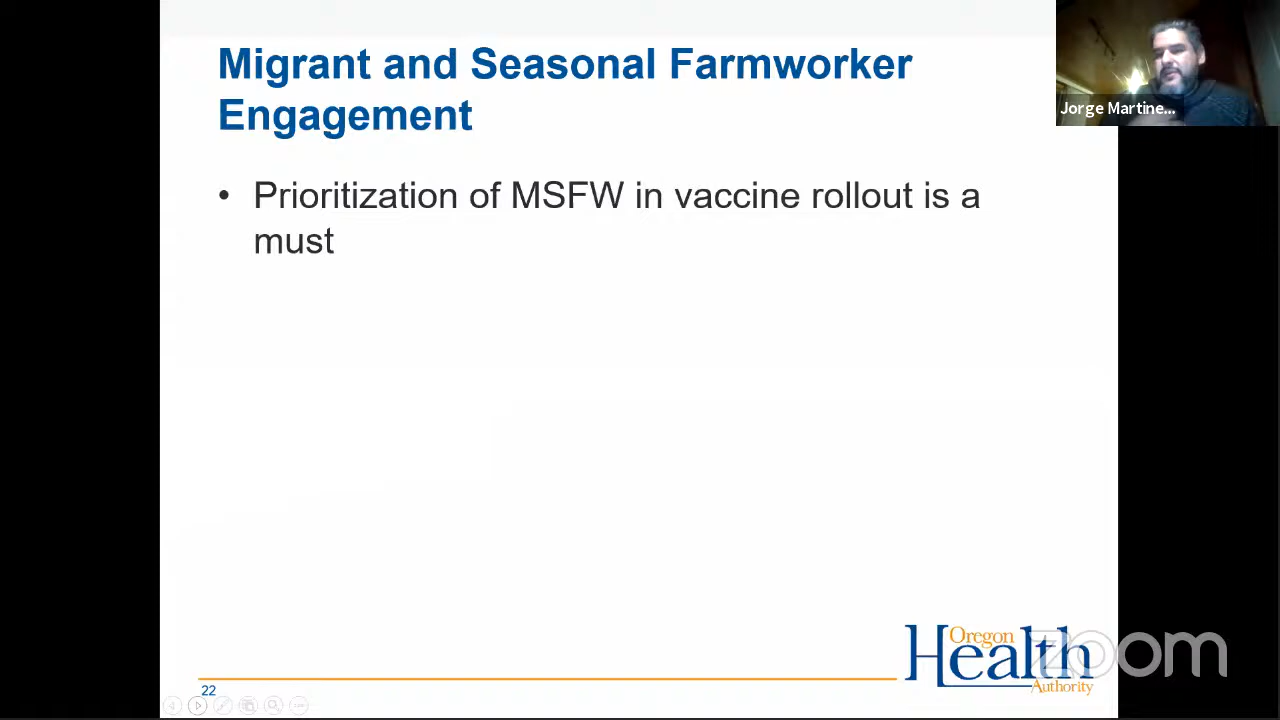 Migrant and Seasonal Farmworker
Engagement
Jorge Martine...
• Prioritization of MSFW in vaccine rollout is a
must
Oregon
Health
Authority
zoom
22